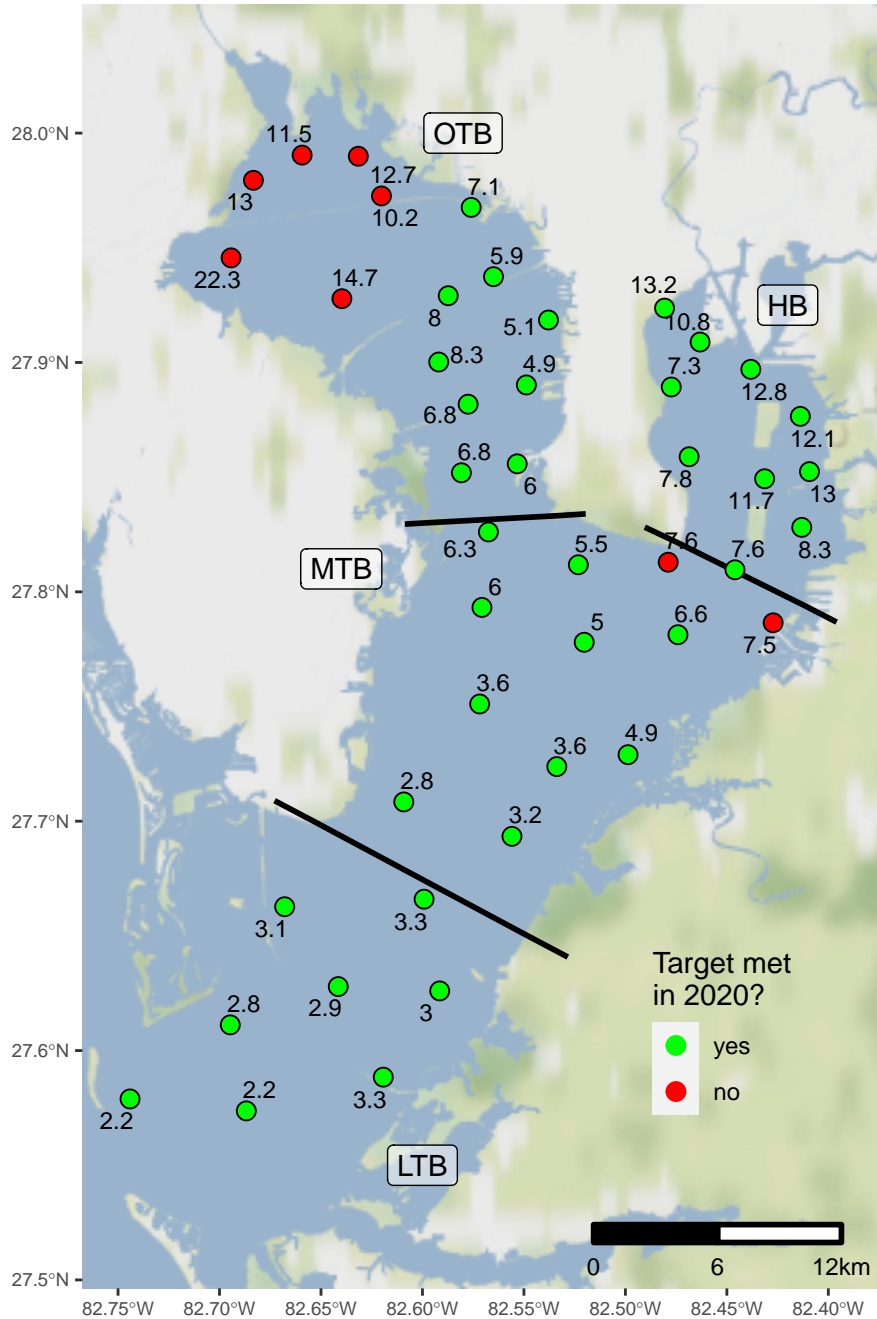 28.0°N
27.9°N
27.8°N
27.7°N
27.6°N
27.5°N
11.5
OTB
13
12.7
7.1
10.2
22.3
14.7
5.9
8
5.1
13.2
HB
10.8
8.3
4.9
7.3
12.8
6.8
12.1
6.8
6
7.8
11.7
13
6.3
5.5
7.6
7.6
8.3
MTB
6
5
6.6
7.5
3.6
3.6
4.9
2.8
3.2
3.1
3.3
2.8
2.9
3
2.2
2.2
3.3
LTB
Target met
in 2020?
yes
no
0 6 12km
82.75°W 82.70°W 82.65°W 82.60°W 82.55°W 82.50°W 82.45°W 82.40°W